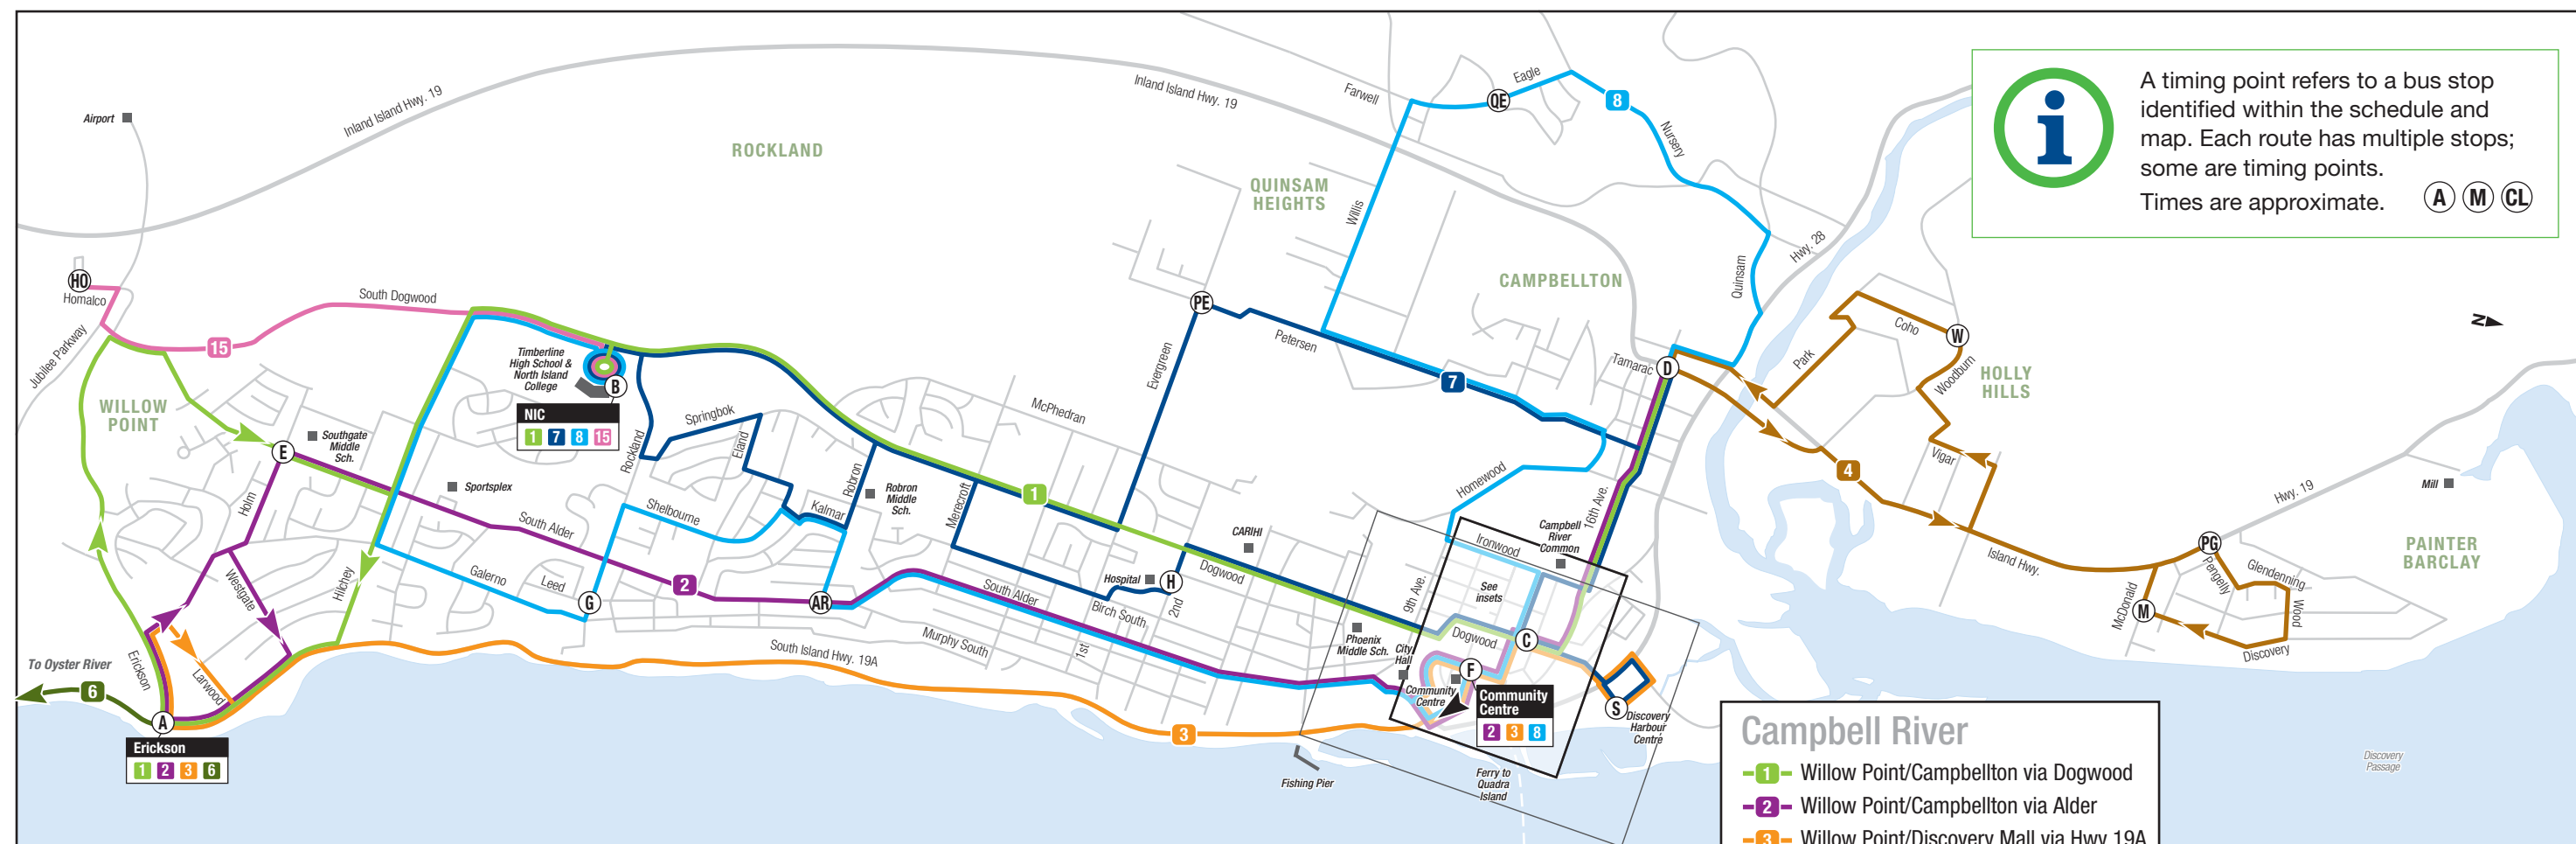 A timing point refers to a bus stop
identified within the schedule and
map. Each route has multiple stops;
some are timing points.
Times are approximate. A M CL
Airport
Inland Island Hwy. 19
Inland Island Hwy. 19
ROCKLAND
QUINSAM
HEIGHTS
Farwell
QE
Eagle
8
Nursery
Willis
CAMPBELLTON
Quinsam
Hwy. 28
N
HO
Homalco
Jubilee Parkway
15
South Dogwood
WILLOW
POINT
Timberline
High School &
North Island
College
B
NIC
1 7 8 15
PE
Evergreen
Petersen
7
Tamarac
D
Park
Coho
W
Woodburn
HOLLY
HILLS
Vigar
4
E
Southgate
Middle
Sch.
Sportsplex
Holm
Westgate
Hilchey
South Alder
Galerno
Leed
G
Rockland
Springbok
Eland
Shelbourne
Kalmar
Robron
Robron
Middle
Sch.
Merecroft
McPhedran
1
2
AR
South Alder
Hospital
H
Birch South
2nd
1st
Murphy South
South Island Hwy. 19A
CARIHI
Dogwood
Homewood
9th Ave.
Ironwood
Campbell
River
Common
16th Ave.
See
insets
Phoenix
Middle Sch.
City
Hall
Dogwood
C
F
Community
Centre
Community
Centre
2 3 8
S
Discovery
Harbour
Centre
Island Hwy.
PG
Pengelly
Glendenning
Wood
McDonald
M
Discovery
Hwy. 19
Mill
PAINTER
BARCLAY
To Oyster River
6
Erickson
Larwood
A
Erickson
1 2 3 6
3
Fishing Pier
Ferry to
Quadra
Island
Discovery
Passage
Campbell River
1 Willow Point/Campbellton via Dogwood
2 Willow Point/Campbellton via Alder
3 Willow Point/Discovery Mall via Hwy 19A